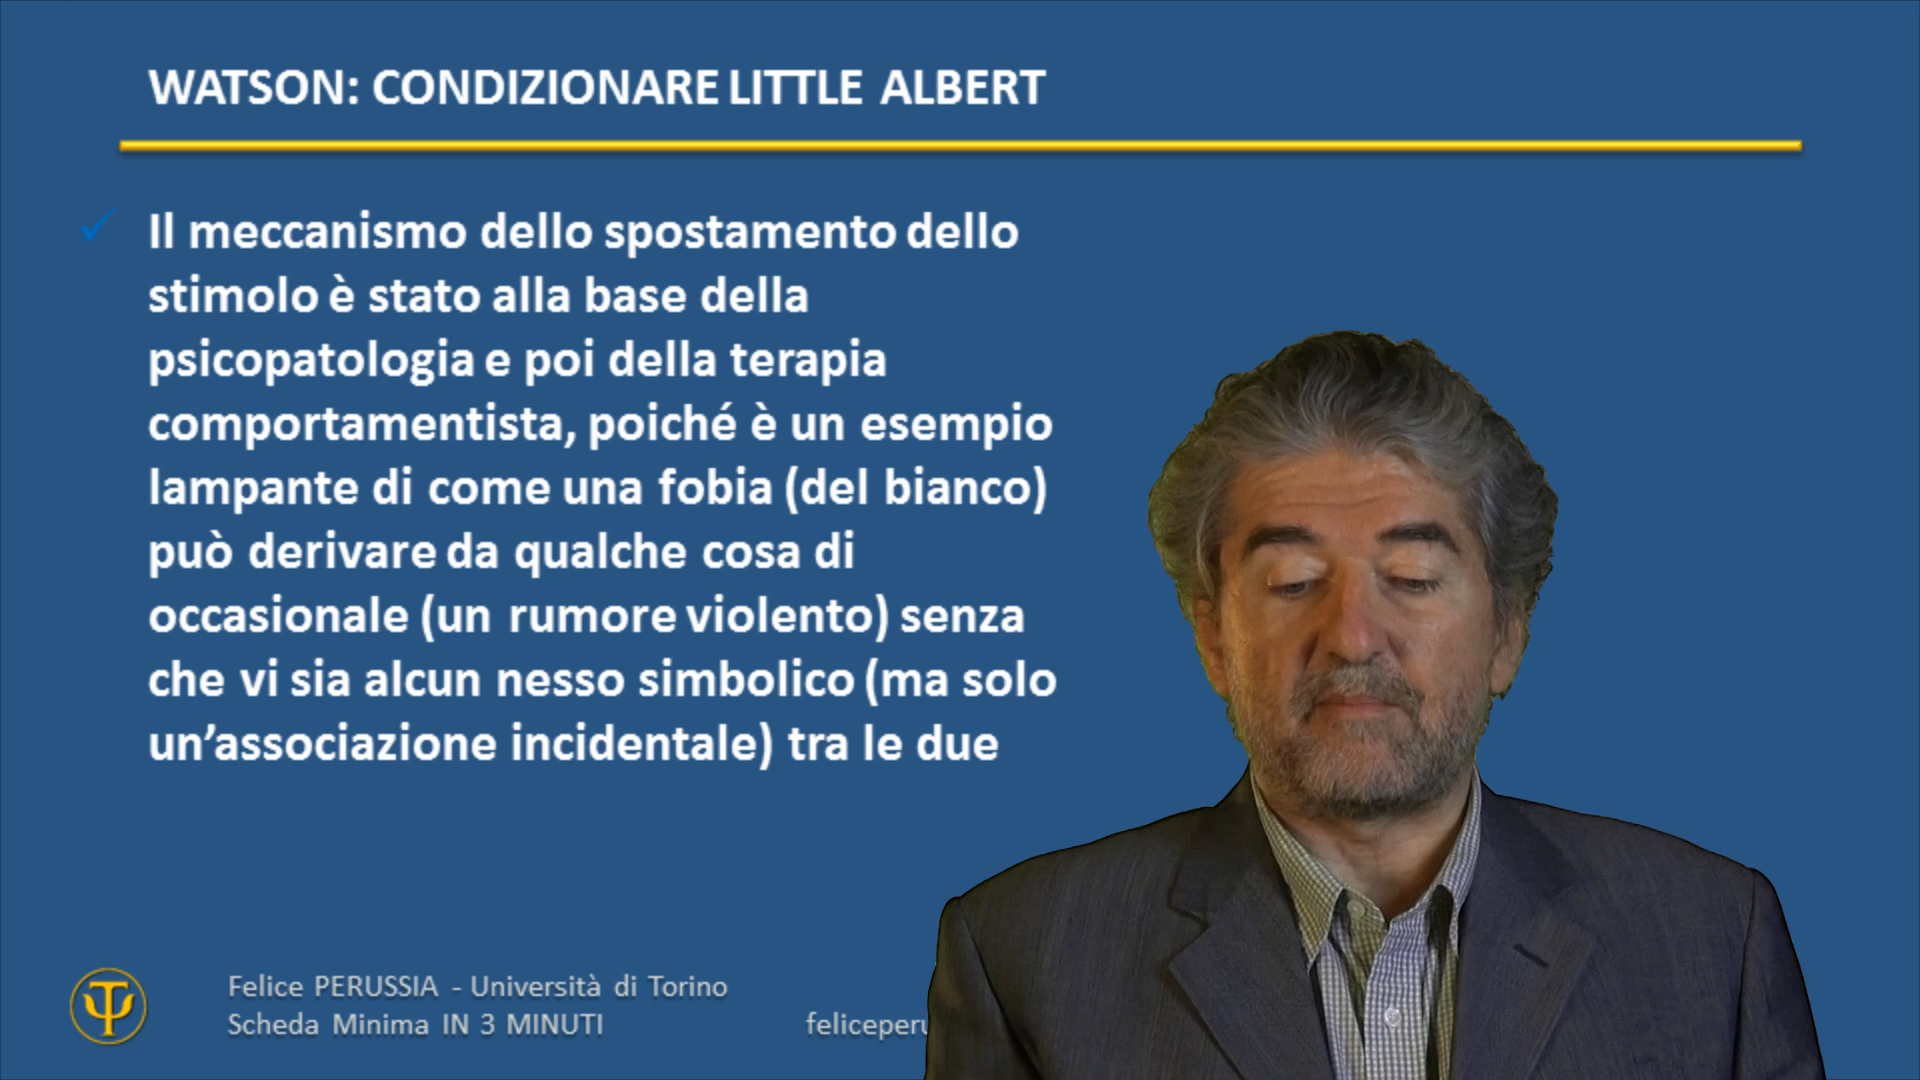 WATSON: CONDIZIONARE LITTLE ALBERT
Il meccanismo dello spostamento dello
stimolo è stato alla base della
psicopatologia e poi della terapia
comportamentista, poiché è un esempio
lampante di come una fobia (del bianco)
può derivare da qualche cosa di
occasionale (un rumore violento) senza
che vi sia alcun nesso simbolico (ma solo
un’associazione incidentale) tra le due
Felice PERUSSIA - Università di Torino
Scheda Minima IN 3 MINUTI